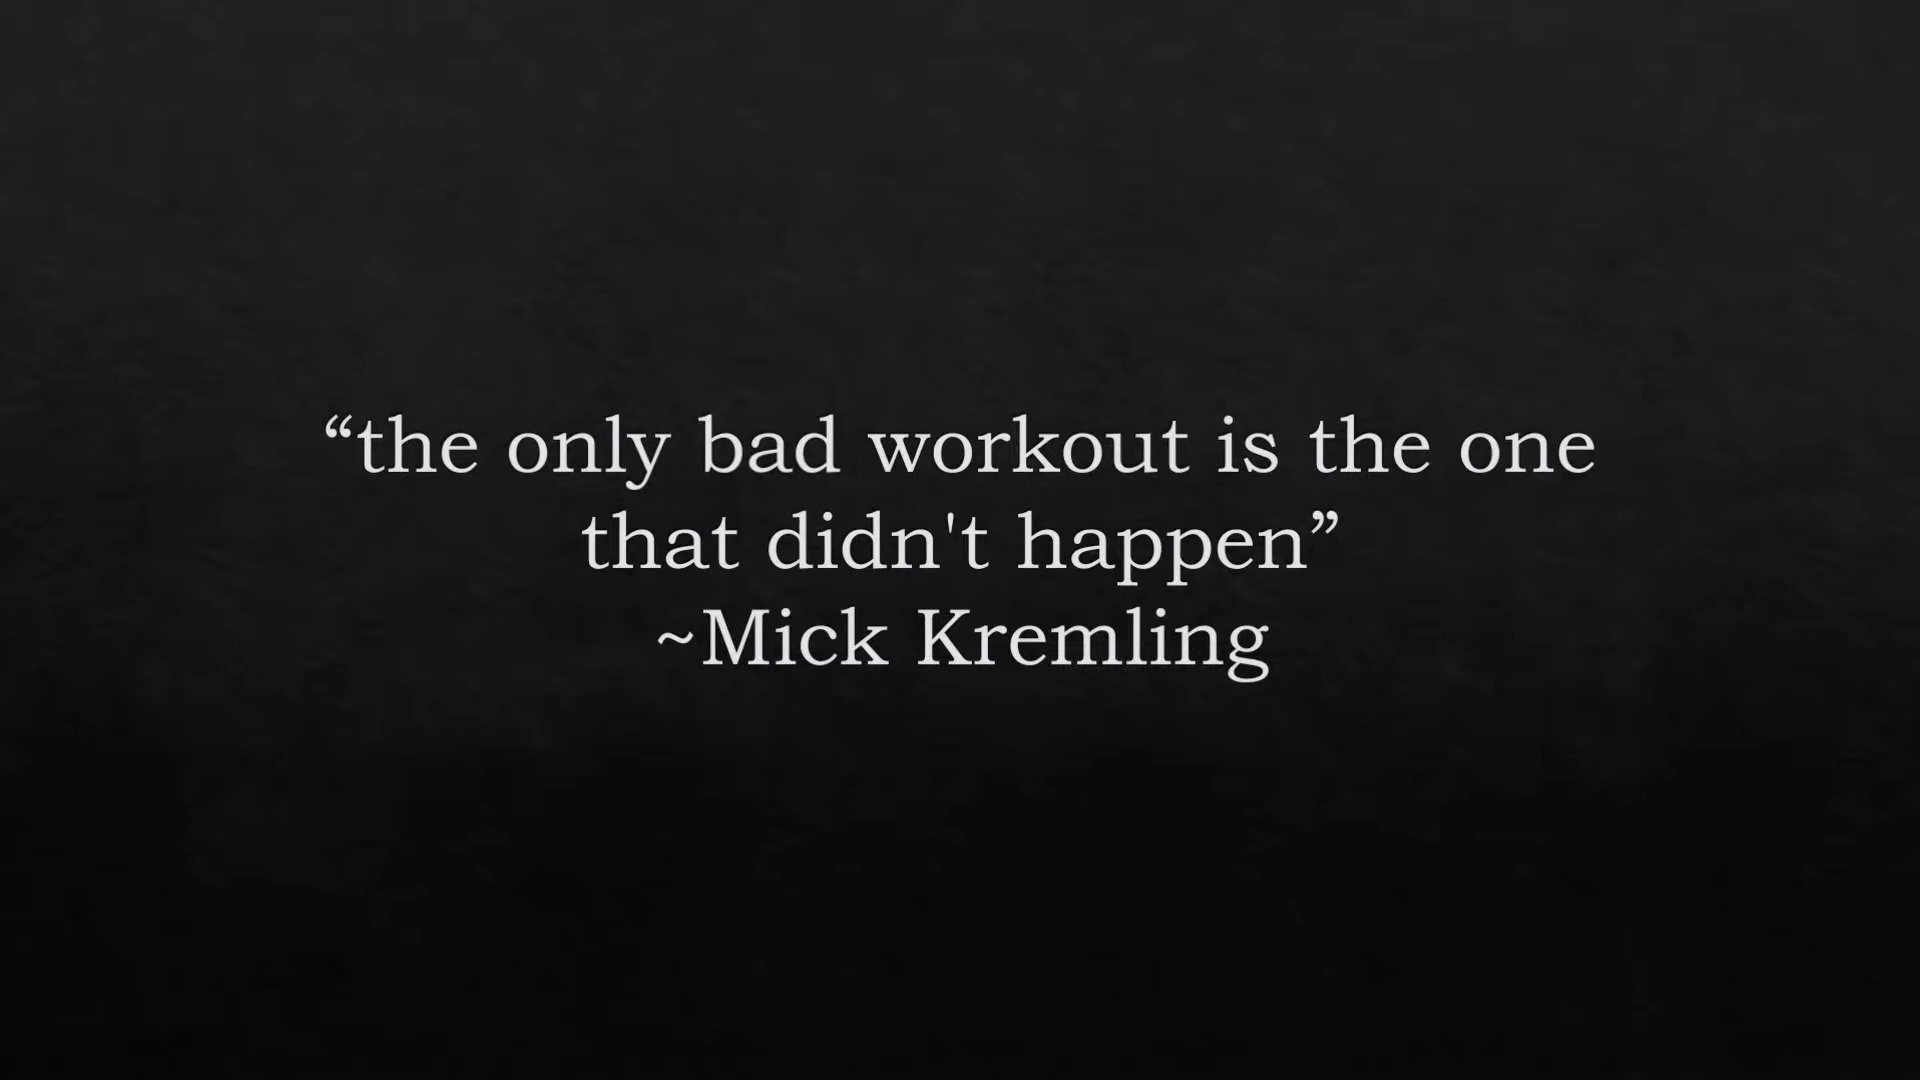 “the only bad workout is the one
that didn't happen”
~Mick Kremling